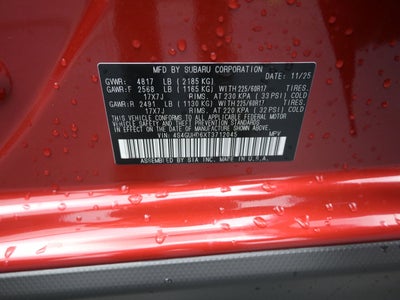 MFD BY SUBARU CORPORATION 11/25
GVWR: 4817 LB (2185 KG)
GAWR:F 2568 LB (1165 KG) WITH 225/60R17 TIRES.
17X7J RIMS. AT 230 KPA (33 PSI) COLD
GAWR:R 2491 LB (1130 KG) WITH 225/60R17 TIRES.
17X7J RIMS. AT 220 KPA (32 PSI) COLD
THIS VEHICLE CONFORMS TO ALL APPLICABLE
FEDERAL MOTOR VEHICLE SAFETY AND
THEFT PREVENTION STANDARDS IN EFFECT ON THE
DATE OF MANUFACTURE SHOWN ABOVE.
VIN: MPV
ASSEMBLED BY SIA INC. MADE IN U.S.A.